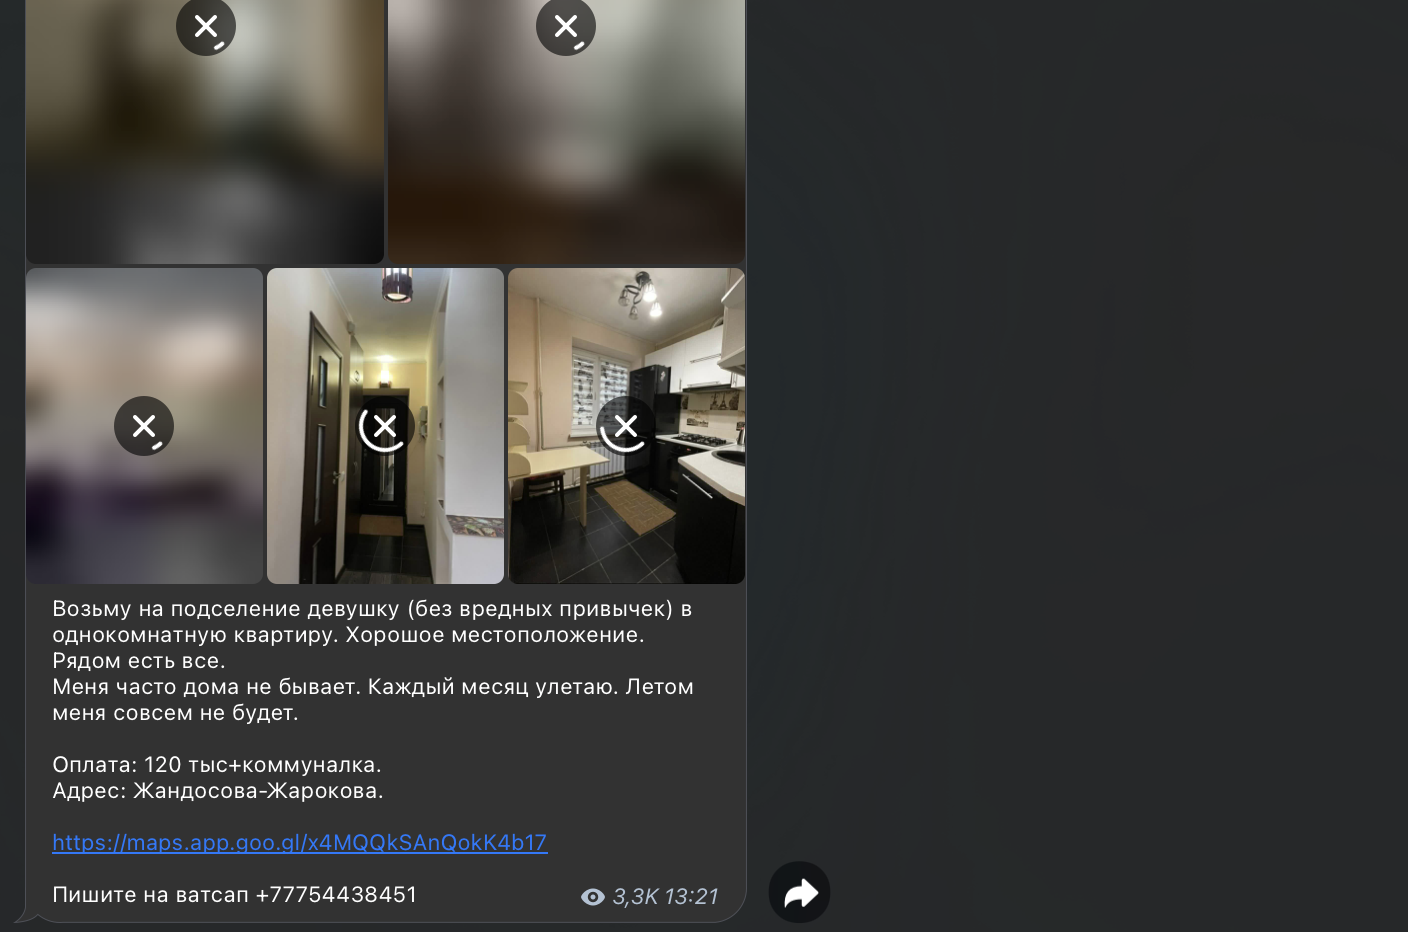 Возьму на подселение девушку (без вредных привычек) в
однокомнатную квартиру. Хорошое местоположение.
Рядом есть все.
Меня часто дома не бывает. Каждый месяц улетаю. Летом
меня совсем не будет.
Оплата: 120 тыс+коммуналка.
Адрес: Жандосова-Жарокова.
https://maps.app.goo.gl/x4MQQkSAnQokK4b17
Пишите на ватсап +77754438451
3,3K 13:21